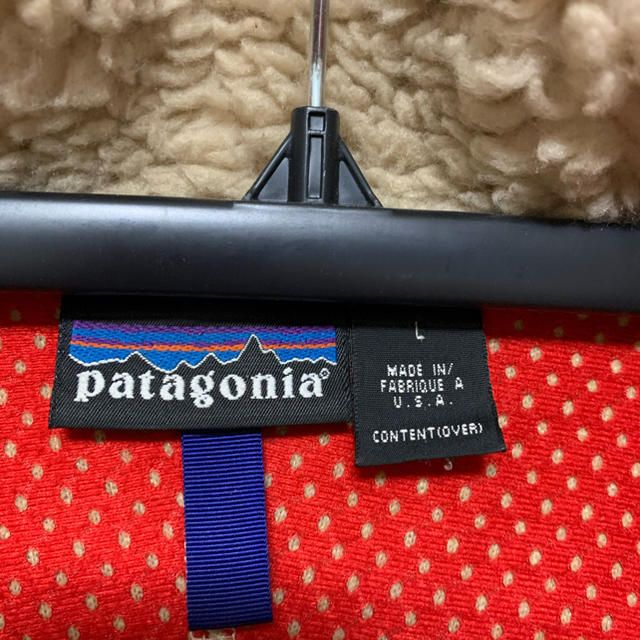 patagonia®
L
MADE IN/
FABRIQUE A
U.S.A.
CONTENT(OVER)